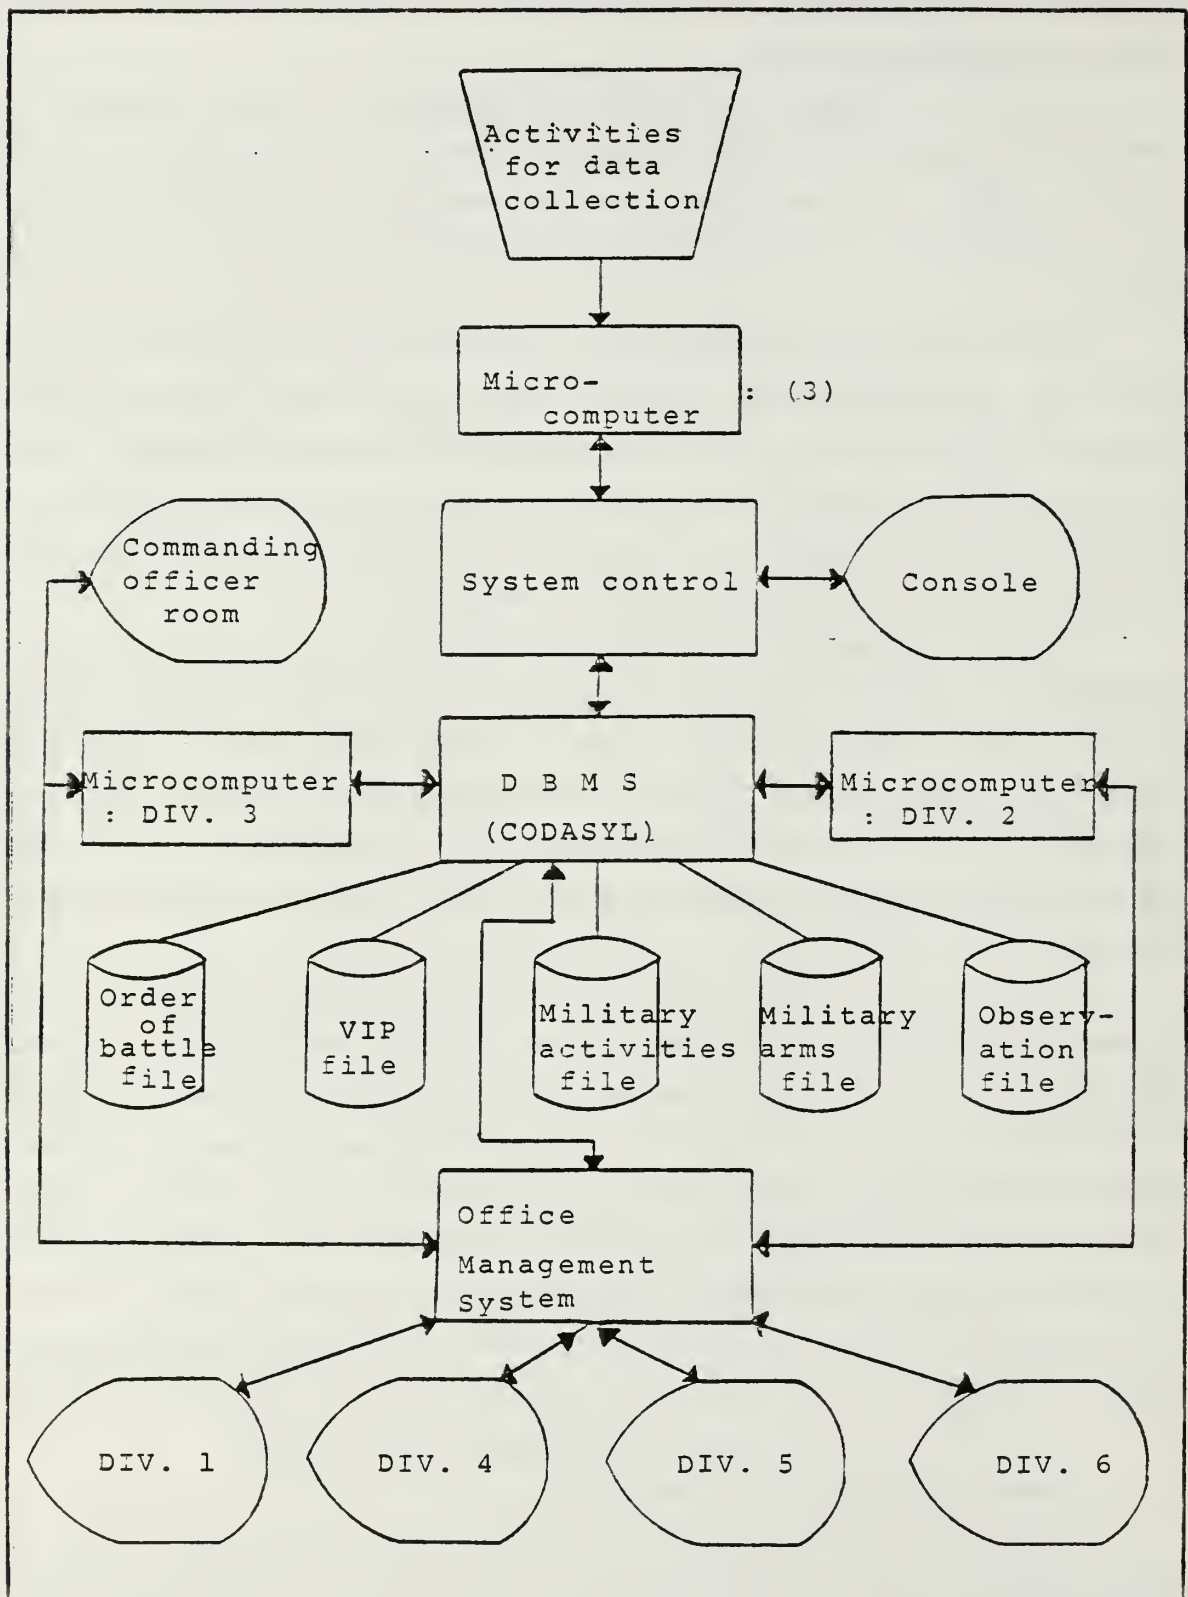 Activities
for data
collection
Micro-
computer
: (3)
Commanding
officer
room
System control
Console
Microcomputer
: DIV. 3
D B M S
(CODASYL)
Microcomputer
: DIV. 2
Order
of
battle
file
VIP
file
Military
activities
file
Military
arms
file
Observ-
ation
file
Office
Management
System
DIV. 1
DIV. 4
DIV. 5
DIV. 6